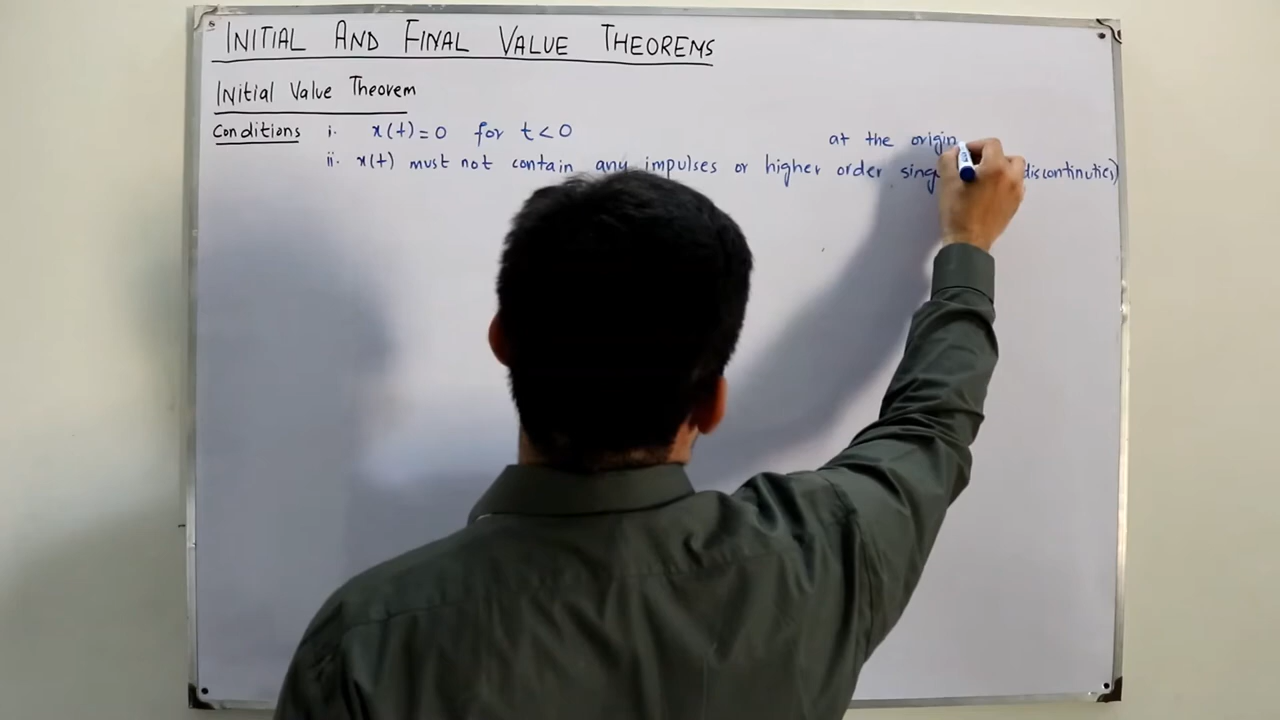 INITIAL AND FINAL VALUE THEOREMS
Initial Value Theorem
Conditions i. x(t)=0 for t<0
at the origin
ii. x(t) must not contain any impulses or higher order